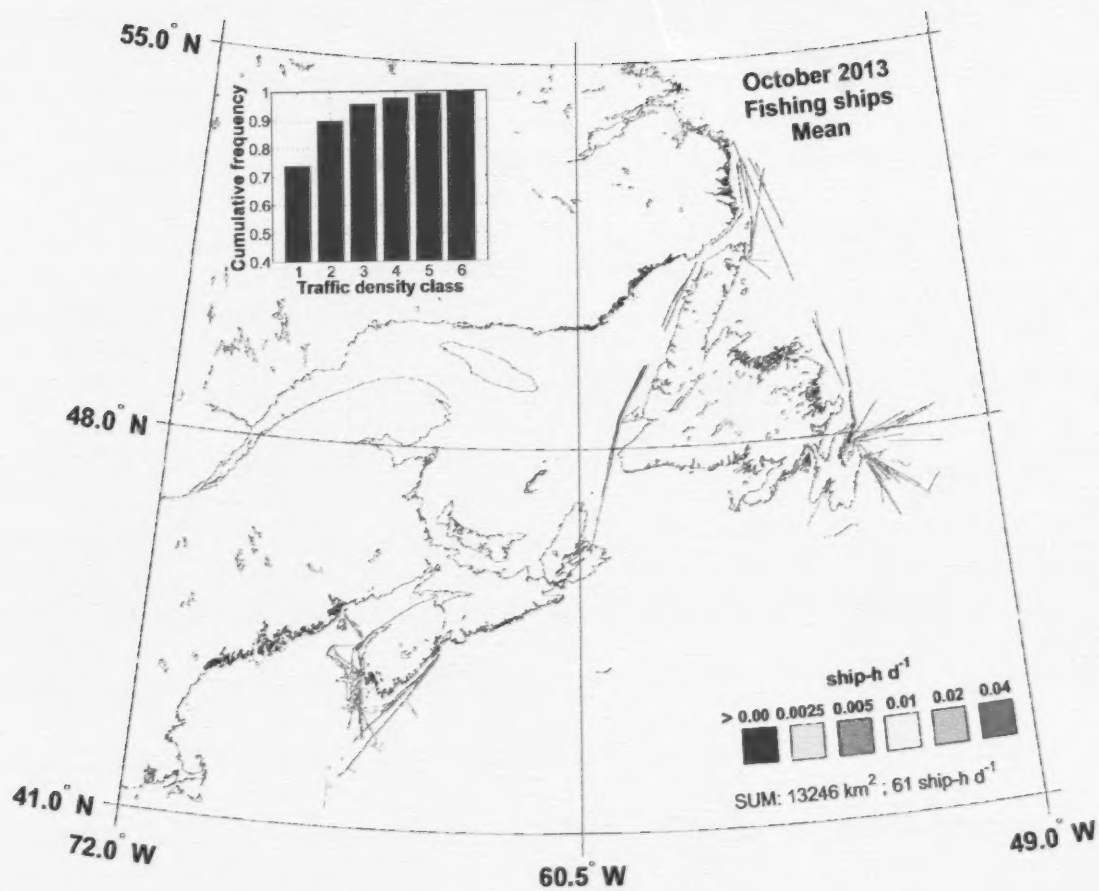 55.0° N
October 2013
Fishing ships
Mean
Cumulative frequency
1
0.9
0.8
0.7
0.6
0.5
0.4
1 2 3 4 5 6
Traffic density class
48.0° N
ship-h d⁻¹
> 0.00 0.0025 0.005 0.01 0.02 0.04
SUM: 13246 km² ; 61 ship-h d⁻¹
41.0° N
72.0° W
60.5° W
49.0° W